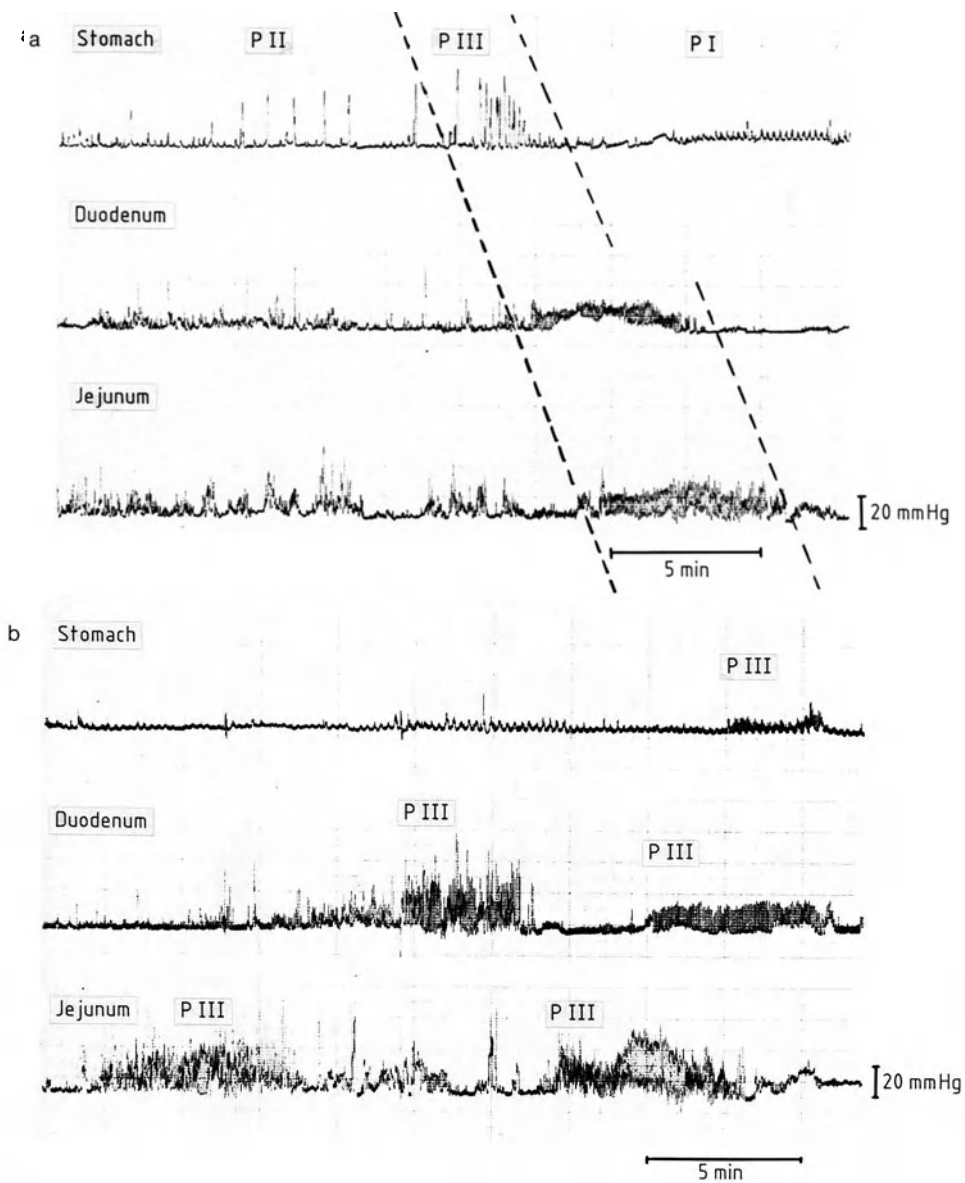 a
Stomach
P II
P III
P I
Duodenum
Jejunum
20 mmHg
5 min
b
Stomach
P III
Duodenum
P III
P III
Jejunum
P III
P III
20 mmHg
5 min